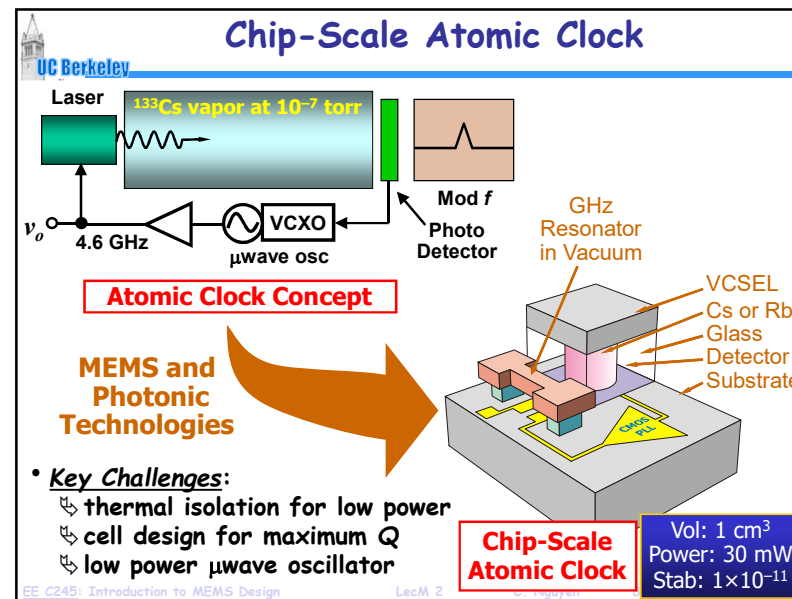 Chip-Scale Atomic Clock
UC Berkeley
Laser
¹³³Cs vapor at 10⁻⁷ torr
Mod f
vₒ
4.6 GHz
VCXO
μwave osc
Photo
Detector
GHz
Resonator
in Vacuum
Atomic Clock Concept
VCSEL
Cs or Rb
Glass
Detector
Substrate
MEMS and
Photonic
Technologies
CMOS
PLL
• Key Challenges:
thermal isolation for low power
cell design for maximum Q
low power μwave oscillator
Chip-Scale
Atomic Clock
Vol: 1 cm³
Power: 30 mW
Stab: 1×10⁻¹¹
EE C245: Introduction to MEMS Design LecM 2 C. Nguyen